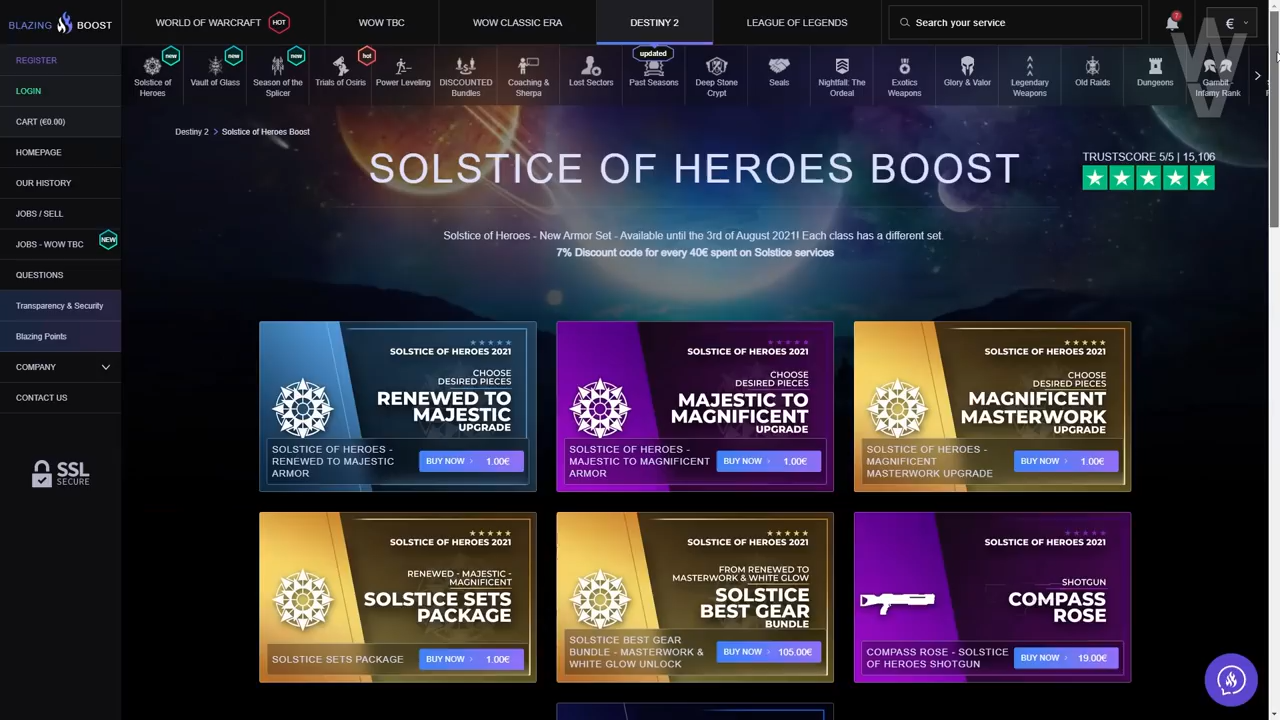 BLAZING BOOST
WORLD OF WARCRAFT HOT
WOW TBC
WOW CLASSIC ERA
DESTINY 2
LEAGUE OF LEGENDS
Search your service
7
€
REGISTER
LOGIN
CART (€0.00)
HOMEPAGE
OUR HISTORY
JOBS / SELL
JOBS - WOW TBC NEW
QUESTIONS
Transparency & Security
Blazing Points
COMPANY
CONTACT US
SSL
SECURE
new
Solstice of
Heroes
new
Vault of Glass
new
Season of the
Splicer
hot
Trials of Osiris
Power Leveling
DISCOUNTED
Bundles
Coaching &
Sherpa
Lost Sectors
updated
Past Seasons
Deep Stone
Crypt
Seals
Nightfall: The
Ordeal
Exotics
Weapons
Glory & Valor
Legendary
Weapons
Old Raids
Dungeons
Gambit -
Infamy Rank
W
V
Destiny 2 > Solstice of Heroes Boost
SOLSTICE OF HEROES BOOST
TRUSTSCORE 5/5 | 15,106
Solstice of Heroes - New Armor Set - Available until the 3rd of August 2021! Each class has a different set.
7% Discount code for every 40€ spent on Solstice services
SOLSTICE OF HEROES 2021
CHOOSE
DESIRED PIECES
RENEWED TO
MAJESTIC
UPGRADE
SOLSTICE OF HEROES -
RENEWED TO MAJESTIC
ARMOR
BUY NOW > 1.00€
SOLSTICE OF HEROES 2021
CHOOSE
DESIRED PIECES
MAJESTIC TO
MAGNIFICENT
UPGRADE
SOLSTICE OF HEROES -
MAJESTIC TO MAGNIFICENT
ARMOR
BUY NOW > 1.00€
SOLSTICE OF HEROES 2021
CHOOSE
DESIRED PIECES
MAGNIFICENT
MASTERWORK
UPGRADE
SOLSTICE OF HEROES -
MAGNIFICENT
MASTERWORK UPGRADE
BUY NOW > 1.00€
SOLSTICE OF HEROES 2021
RENEWED - MAJESTIC -
MAGNIFICENT
SOLSTICE SETS
PACKAGE
SOLSTICE SETS PACKAGE
BUY NOW > 1.00€
SOLSTICE OF HEROES 2021
FROM RENEWED TO
MASTERWORK & WHITE GLOW
SOLSTICE
BEST GEAR
BUNDLE
SOLSTICE BEST GEAR
BUNDLE - MASTERWORK &
WHITE GLOW UNLOCK
BUY NOW > 105.00€
SOLSTICE OF HEROES 2021
SHOTGUN
COMPASS
ROSE
COMPASS ROSE - SOLSTICE
OF HEROES SHOTGUN
BUY NOW > 19.00€